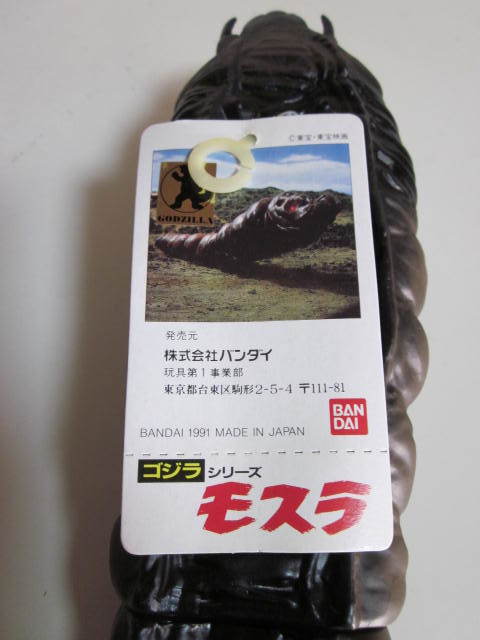 ©東宝・東宝映画
GODZILLA
発売元
株式会社バンダイ
玩具第1事業部
東京都台東区駒形2-5-4 〒111-81
BANDAI 1991 MADE IN JAPAN
BAN
DAI
ゴジラシリーズ
モスラ